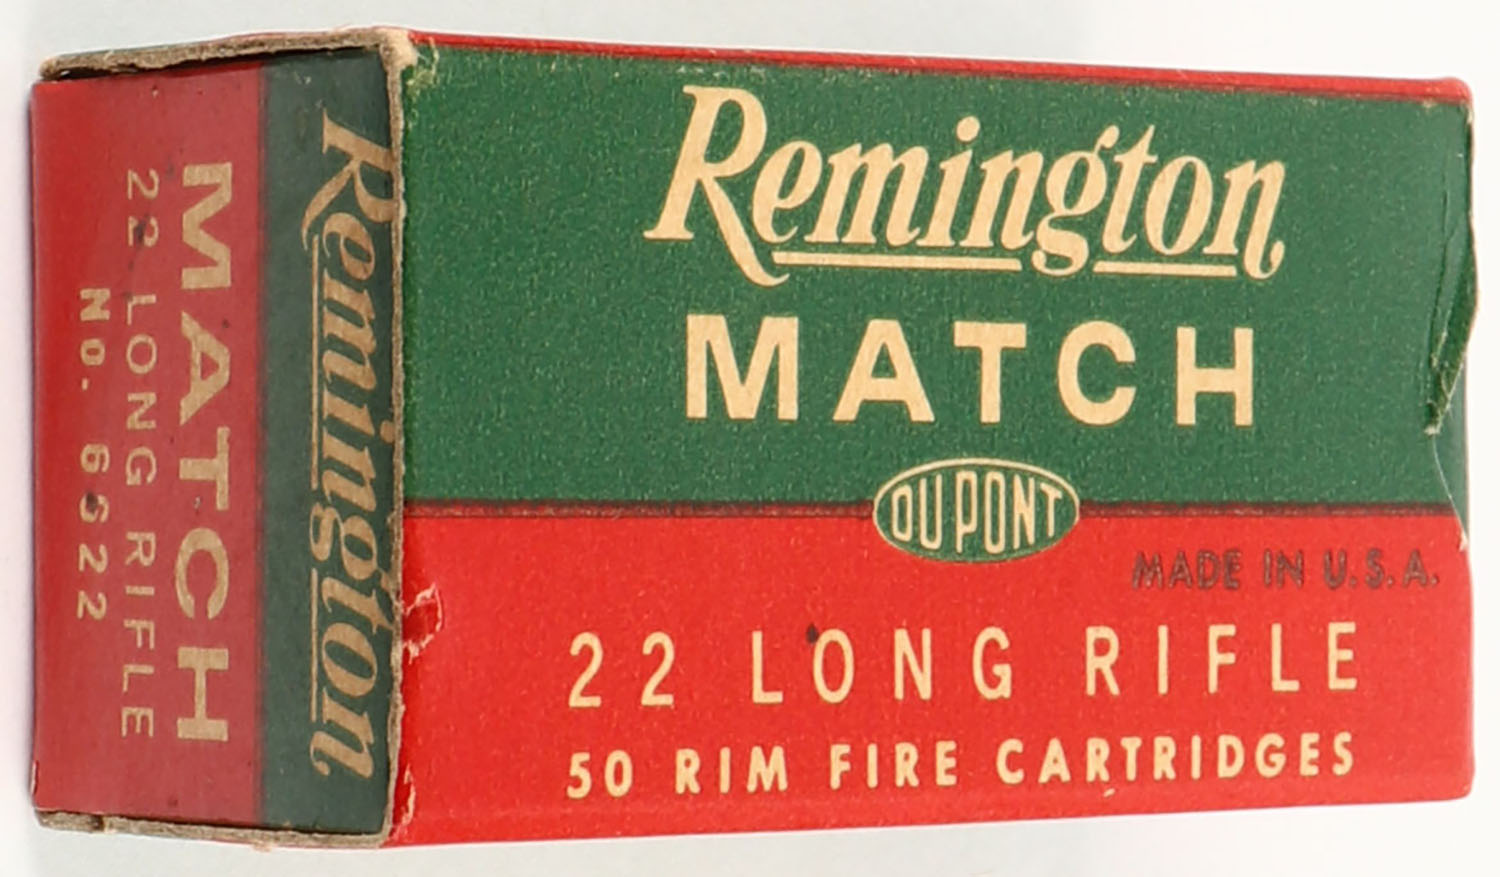 Remington
MATCH
DU PONT
MADE IN U.S.A.
22 LONG RIFLE
50 RIM FIRE CARTRIDGES
Remington
MATCH
22 LONG RIFLE
NO. 6522